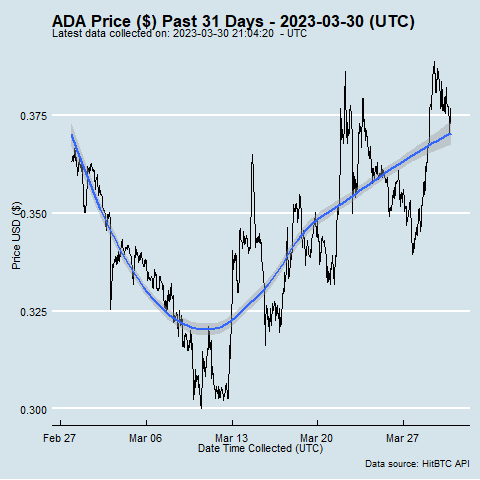 ADA Price ($) Past 31 Days - 2023-03-30 (UTC)
Latest data collected on: 2023-03-30 21:04:20 - UTC
0.375
0.350
0.325
0.300
Price USD ($)
Feb 27 Mar 06 Mar 13 Mar 20 Mar 27
Date Time Collected (UTC)
Data source: HitBTC API